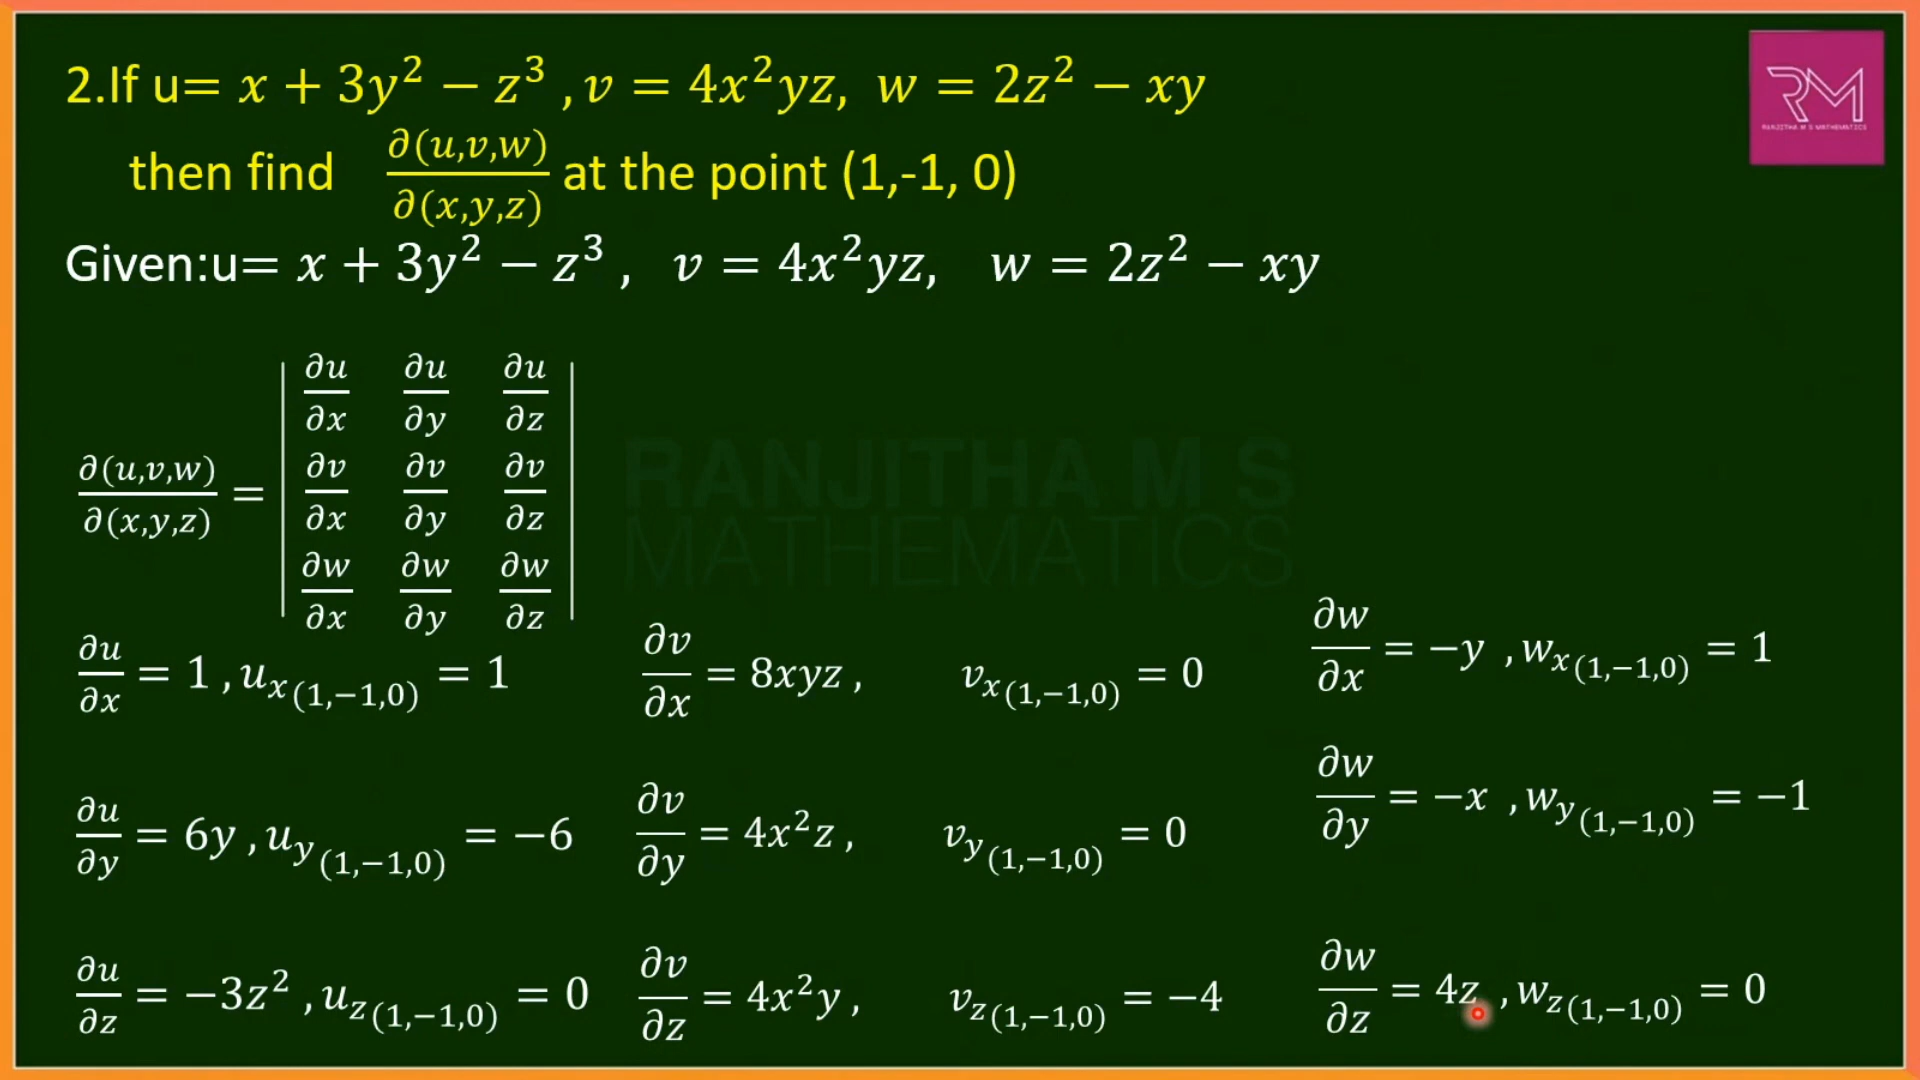 2.If u= x + 3y² − z³ , v = 4x²yz, w = 2z² − xy
then find ∂(u,v,w)/∂(x,y,z) at the point (1,-1, 0)
Given:u= x + 3y² − z³ , v = 4x²yz, w = 2z² − xy
∂(u,v,w)/∂(x,y,z) = | ∂u/∂x ∂u/∂y ∂u/∂z |
| ∂v/∂x ∂v/∂y ∂v/∂z |
| ∂w/∂x ∂w/∂y ∂w/∂z |
∂u/∂x = 1 , u_x(1,−1,0) = 1
∂u/∂y = 6y , u_y(1,−1,0) = −6
∂u/∂z = −3z² , u_z(1,−1,0) = 0
∂v/∂x = 8xyz , v_x(1,−1,0) = 0
∂v/∂y = 4x²z , v_y(1,−1,0) = 0
∂v/∂z = 4x²y , v_z(1,−1,0) = −4
∂w/∂x = −y , w_x(1,−1,0) = 1
∂w/∂y = −x , w_y(1,−1,0) = −1
∂w/∂z = 4z , w_z(1,−1,0) = 0
RANJITHA M S
MATHEMATICS
RM
RANJITHA M S MATHEMATICS